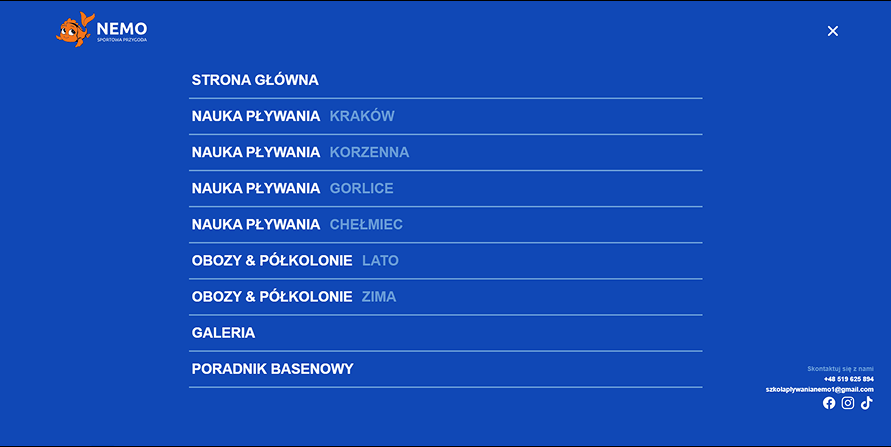 NEMO
SPORTOWA PRZYGODA
STRONA GŁÓWNA
NAUKA PŁYWANIA KRAKÓW
NAUKA PŁYWANIA KORZENNA
NAUKA PŁYWANIA GORLICE
NAUKA PŁYWANIA CHEŁMIEC
OBOZY & PÓŁKOLONIE LATO
OBOZY & PÓŁKOLONIE ZIMA
GALERIA
PORADNIK BASENOWY
Skontaktuj się z nami
+48 519 625 894
szkolaplywanianemo1@gmail.com